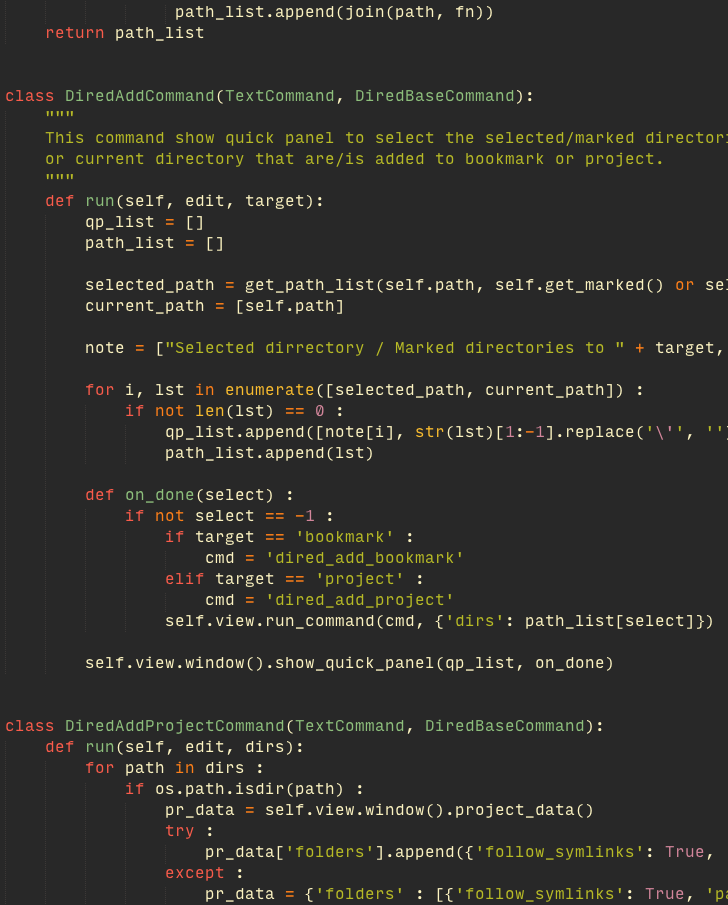 path_list.append(join(path, fn))
return path_list
class DiredAddCommand(TextCommand, DiredBaseCommand):
"""
This command show quick panel to select the selected/marked
or current directory that are/is added to bookmark or project.
"""
def run(self, edit, target):
qp_list = []
path_list = []
selected_path = get_path_list(self.path, self.get_marked() or
current_path = [self.path]
note = ["Selected dirrectory / Marked directories to " + target,
for i, lst in enumerate([selected_path, current_path]) :
if not len(lst) == 0 :
qp_list.append([note[i], str(lst)[1:-1].replace('\'', '')
path_list.append(lst)
def on_done(select) :
if not select == -1 :
if target == 'bookmark' :
cmd = 'dired_add_bookmark'
elif target == 'project' :
cmd = 'dired_add_project'
self.view.run_command(cmd, {'dirs': path_list[select]})
self.view.window().show_quick_panel(qp_list, on_done)
class DiredAddProjectCommand(TextCommand, DiredBaseCommand):
def run(self, edit, dirs):
for path in dirs :
if os.path.isdir(path) :
pr_data = self.view.window().project_data()
try :
pr_data['folders'].append({'follow_symlinks': True,
except :
pr_data = {'folders' : [{'follow_symlinks': True,